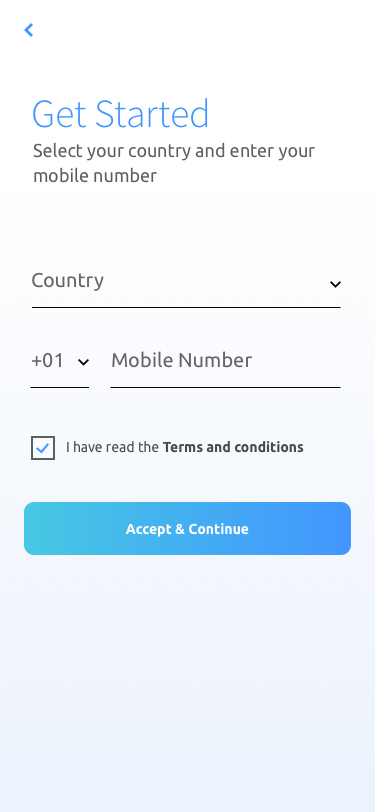 Get Started
Select your country and enter your
mobile number
Country
+01 Mobile Number
I have read the Terms and conditions
Accept & Continue